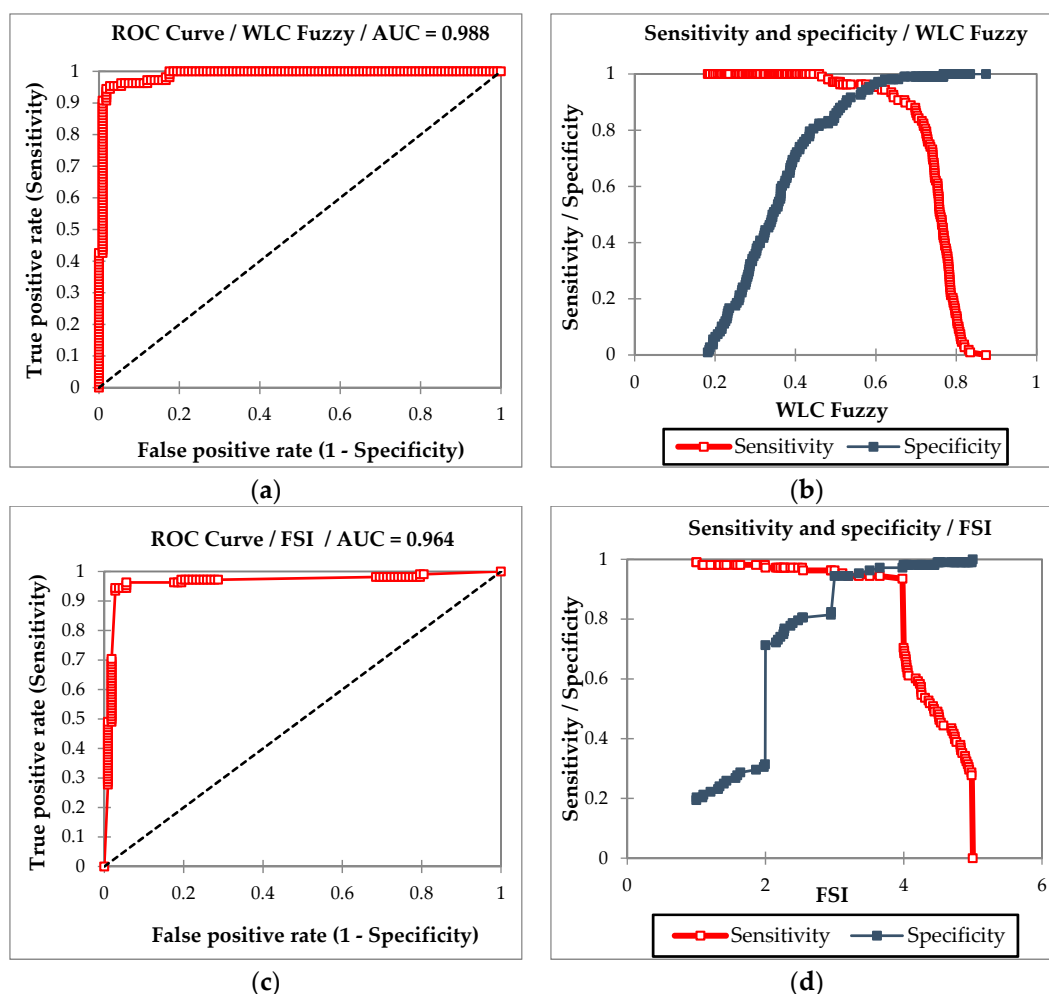 ROC Curve / WLC Fuzzy / AUC = 0.988
True positive rate (Sensitivity)
1
0.9
0.8
0.7
0.6
0.5
0.4
0.3
0.2
0.1
0
0 0.2 0.4 0.6 0.8 1
False positive rate (1 - Specificity)
(a)
Sensitivity and specificity / WLC Fuzzy
Sensitivity / Specificity
1
0.8
0.6
0.4
0.2
0
0 0.2 0.4 0.6 0.8 1
WLC Fuzzy
Sensitivity Specificity
(b)
ROC Curve / FSI / AUC = 0.964
True positive rate (Sensitivity)
1
0.9
0.8
0.7
0.6
0.5
0.4
0.3
0.2
0.1
0
0 0.2 0.4 0.6 0.8 1
False positive rate (1 - Specificity)
(c)
Sensitivity and specificity / FSI
Sensitivity / Specificity
1
0.8
0.6
0.4
0.2
0
0 2 4 6
FSI
Sensitivity Specificity
(d)